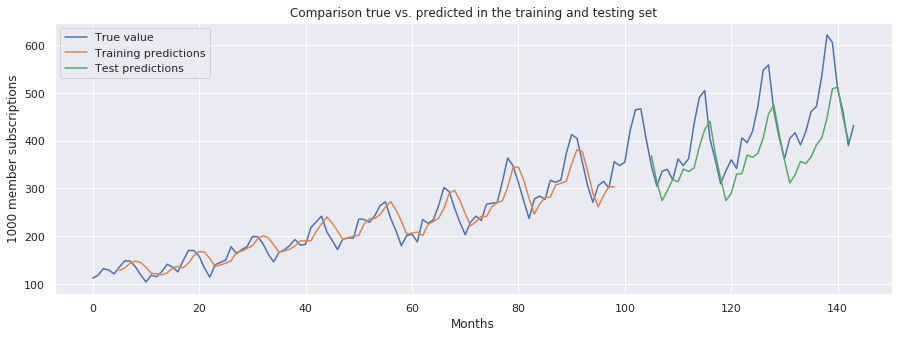 Comparison true vs. predicted in the training and testing set
True value
Training predictions
Test predictions
1000 member subscriptions
600
500
400
300
200
100
0 20 40 60 80 100 120 140
Months